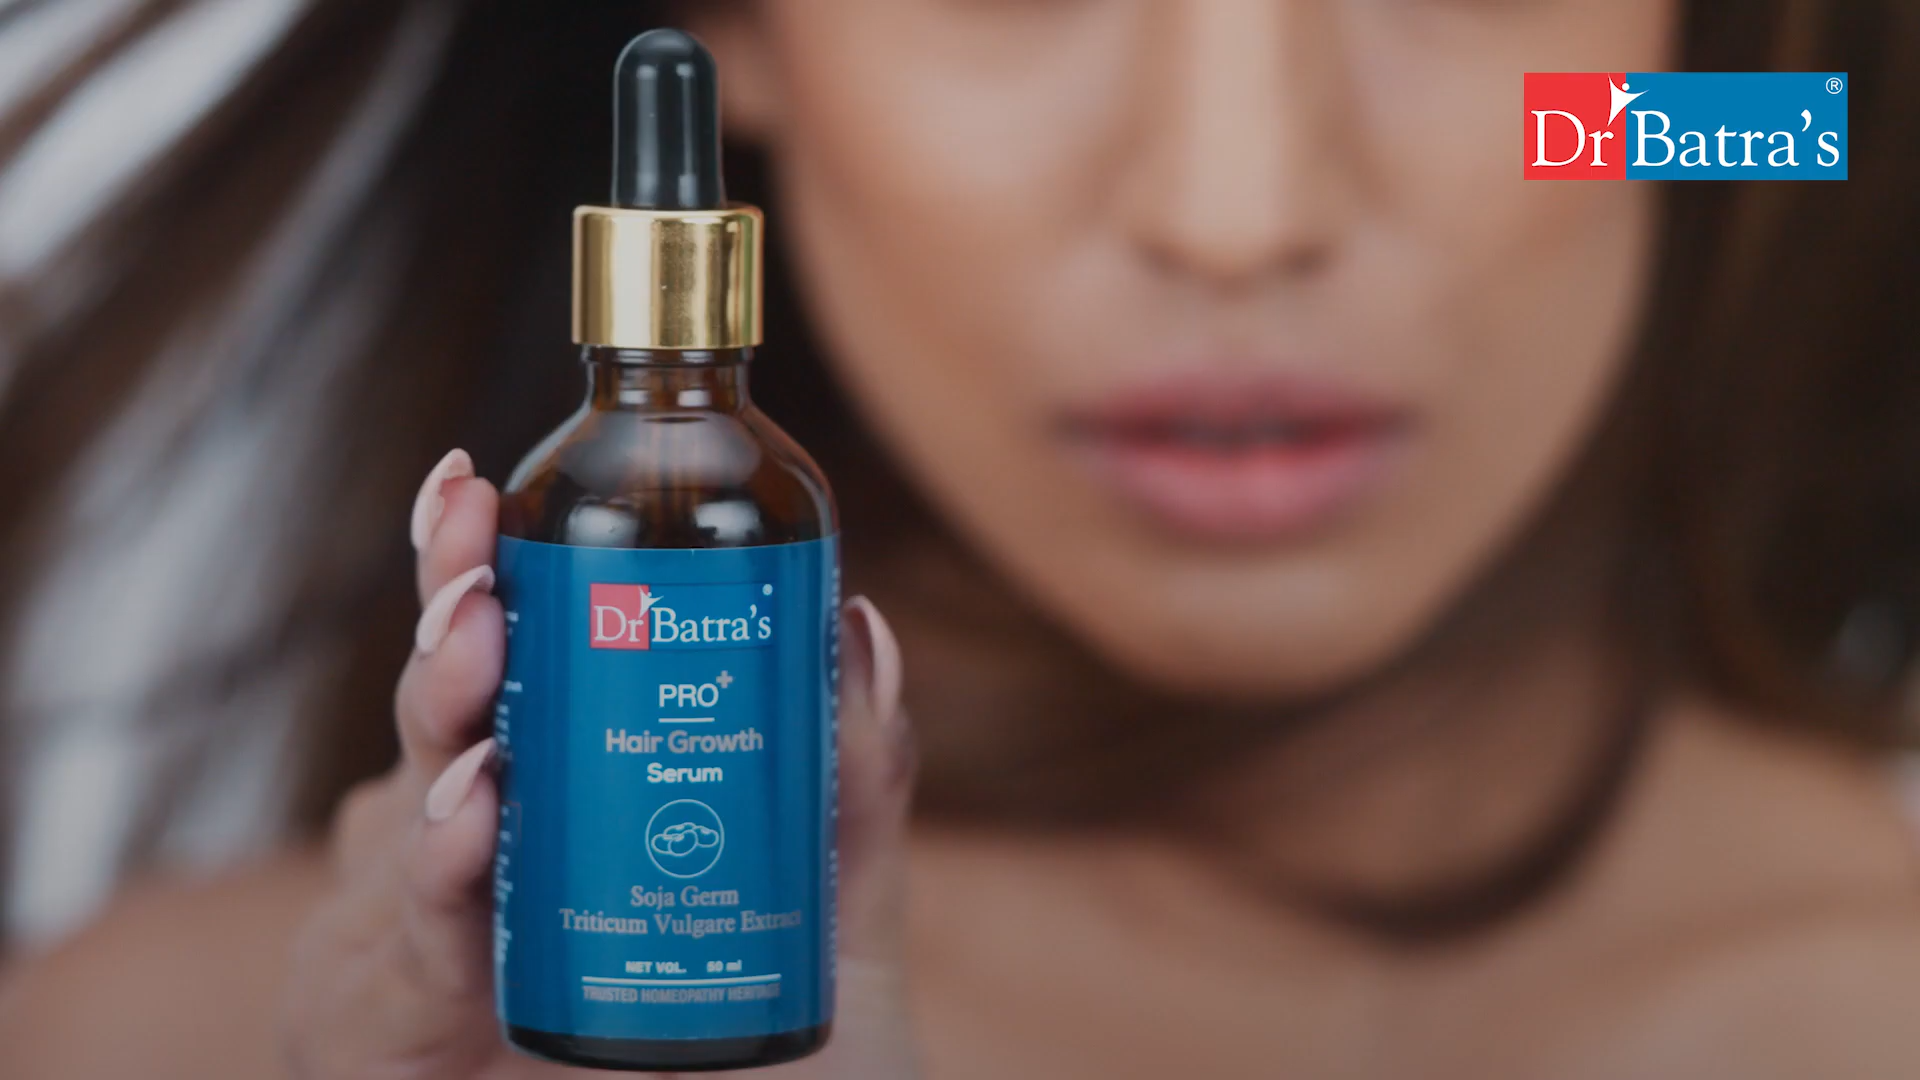 Dr Batra's®
Dr Batra's®
PRO+
Hair Growth
Serum
Soja Germ
Triticum Vulgare Extract
NET VOL. 50 ml
TRUSTED HOMEOPATHY HERITAGE